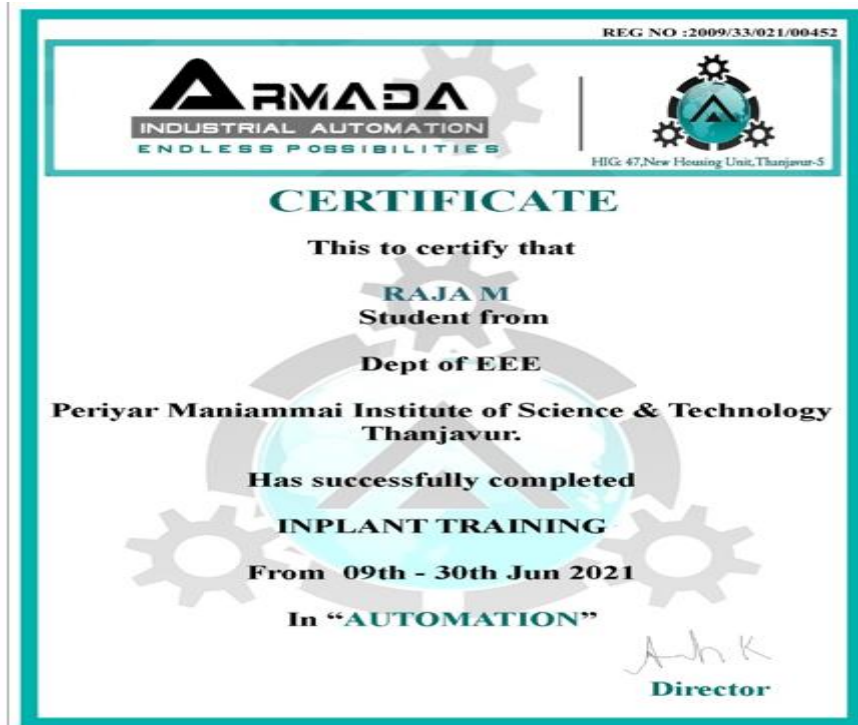 REG NO :2009/33/021/00452
ARMADA
INDUSTRIAL AUTOMATION
ENDLESS POSSIBILITIES
HIG: 47,New Housing Unit,Thanjavur-5
CERTIFICATE
This to certify that
RAJA M
Student from
Dept of EEE
Periyar Maniammai Institute of Science & Technology
Thanjavur.
Has successfully completed
INPLANT TRAINING
From 09th - 30th Jun 2021
In “AUTOMATION”
Director